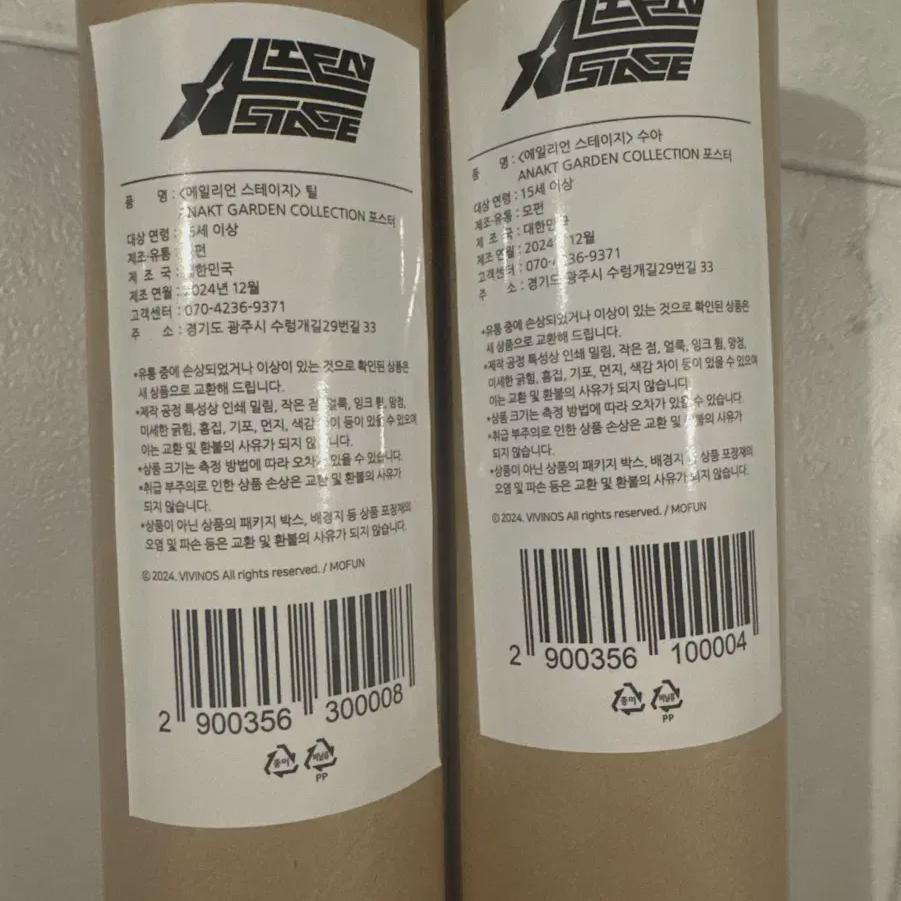 ALIEN
STAGE
품 명 : <에일리언 스테이지> 틸
ANAKT GARDEN COLLECTION 포스터
대상 연령 : 15세 이상
제조·유통 : 모펀
제 조 국 : 대한민국
제조 연월 : 2024년 12월
고객센터 : 070-4236-9371
주 소 : 경기도 광주시 수렁개길29번길 33
*유통 중에 손상되었거나 이상이 있는 것으로 확인된 상품은
새 상품으로 교환해 드립니다.
*제작 공정 특성상 인쇄 밀림, 작은 점, 얼룩, 잉크 튐, 망점,
미세한 긁힘, 흠집, 기포, 먼지, 색감 차이 등이 있을 수 있으며
이는 교환 및 환불의 사유가 되지 않습니다.
*상품 크기는 측정 방법에 따라 오차가 있을 수 있습니다.
*취급 부주의로 인한 상품 손상은 교환 및 환불의 사유가
되지 않습니다.
*상품이 아닌 상품의 패키지 박스, 배경지 등 상품 포장재의
오염 및 파손 등은 교환 및 환불의 사유가 되지 않습니다.
© 2024. VIVINOS All rights reserved. / MOFUN
2 900356 300008
종이
비닐류
PP
ALIEN
STAGE
품 명 : <에일리언 스테이지> 수아
ANAKT GARDEN COLLECTION 포스터
대상 연령 : 15세 이상
제조·유통 : 모펀
제 조 국 : 대한민국
제조 연월 : 2024년 12월
고객센터 : 070-4236-9371
주 소 : 경기도 광주시 수렁개길29번길 33
*유통 중에 손상되었거나 이상이 있는 것으로 확인된 상품은
새 상품으로 교환해 드립니다.
*제작 공정 특성상 인쇄 밀림, 작은 점, 얼룩, 잉크 튐, 망점,
미세한 긁힘, 흠집, 기포, 먼지, 색감 차이 등이 있을 수 있으며
이는 교환 및 환불의 사유가 되지 않습니다.
*상품 크기는 측정 방법에 따라 오차가 있을 수 있습니다.
*취급 부주의로 인한 상품 손상은 교환 및 환불의 사유가
되지 않습니다.
*상품이 아닌 상품의 패키지 박스, 배경지 등 상품 포장재의
오염 및 파손 등은 교환 및 환불의 사유가 되지 않습니다.
© 2024. VIVINOS All rights reserved. / MOFUN
2 900356 100004
종이
비닐류
PP